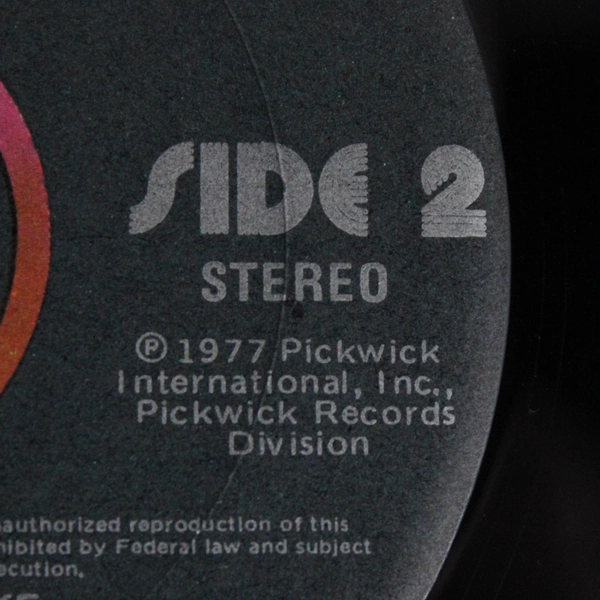 SIDE 2
STEREO
Ⓟ 1977 Pickwick
International, Inc.,
Pickwick Records
Division
authorized reproduction of this
hibited by Federal law and subject
ecution.